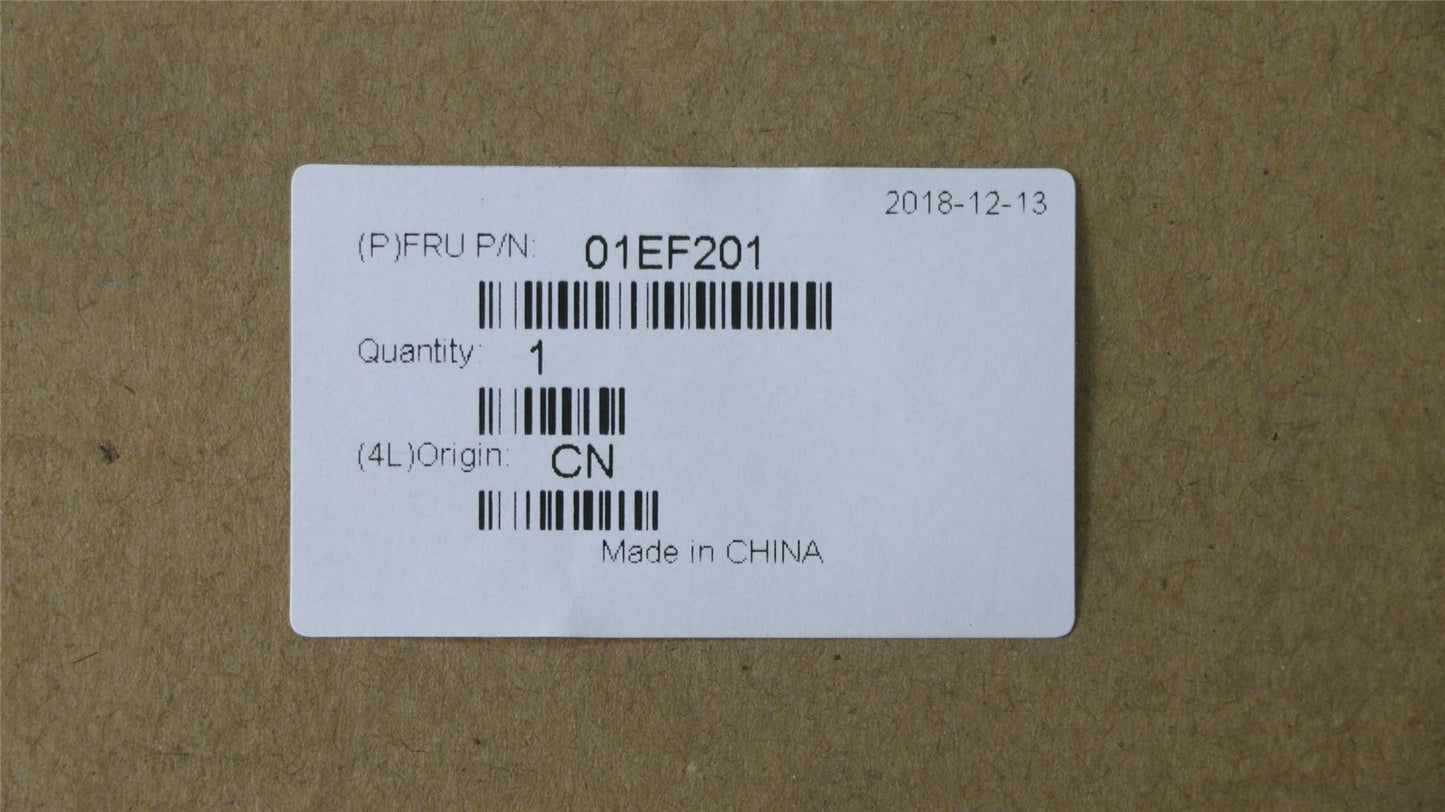 2018-12-13
(P)FRU P/N: 01EF201
Quantity: 1
(4L)Origin: CN
Made in CHINA